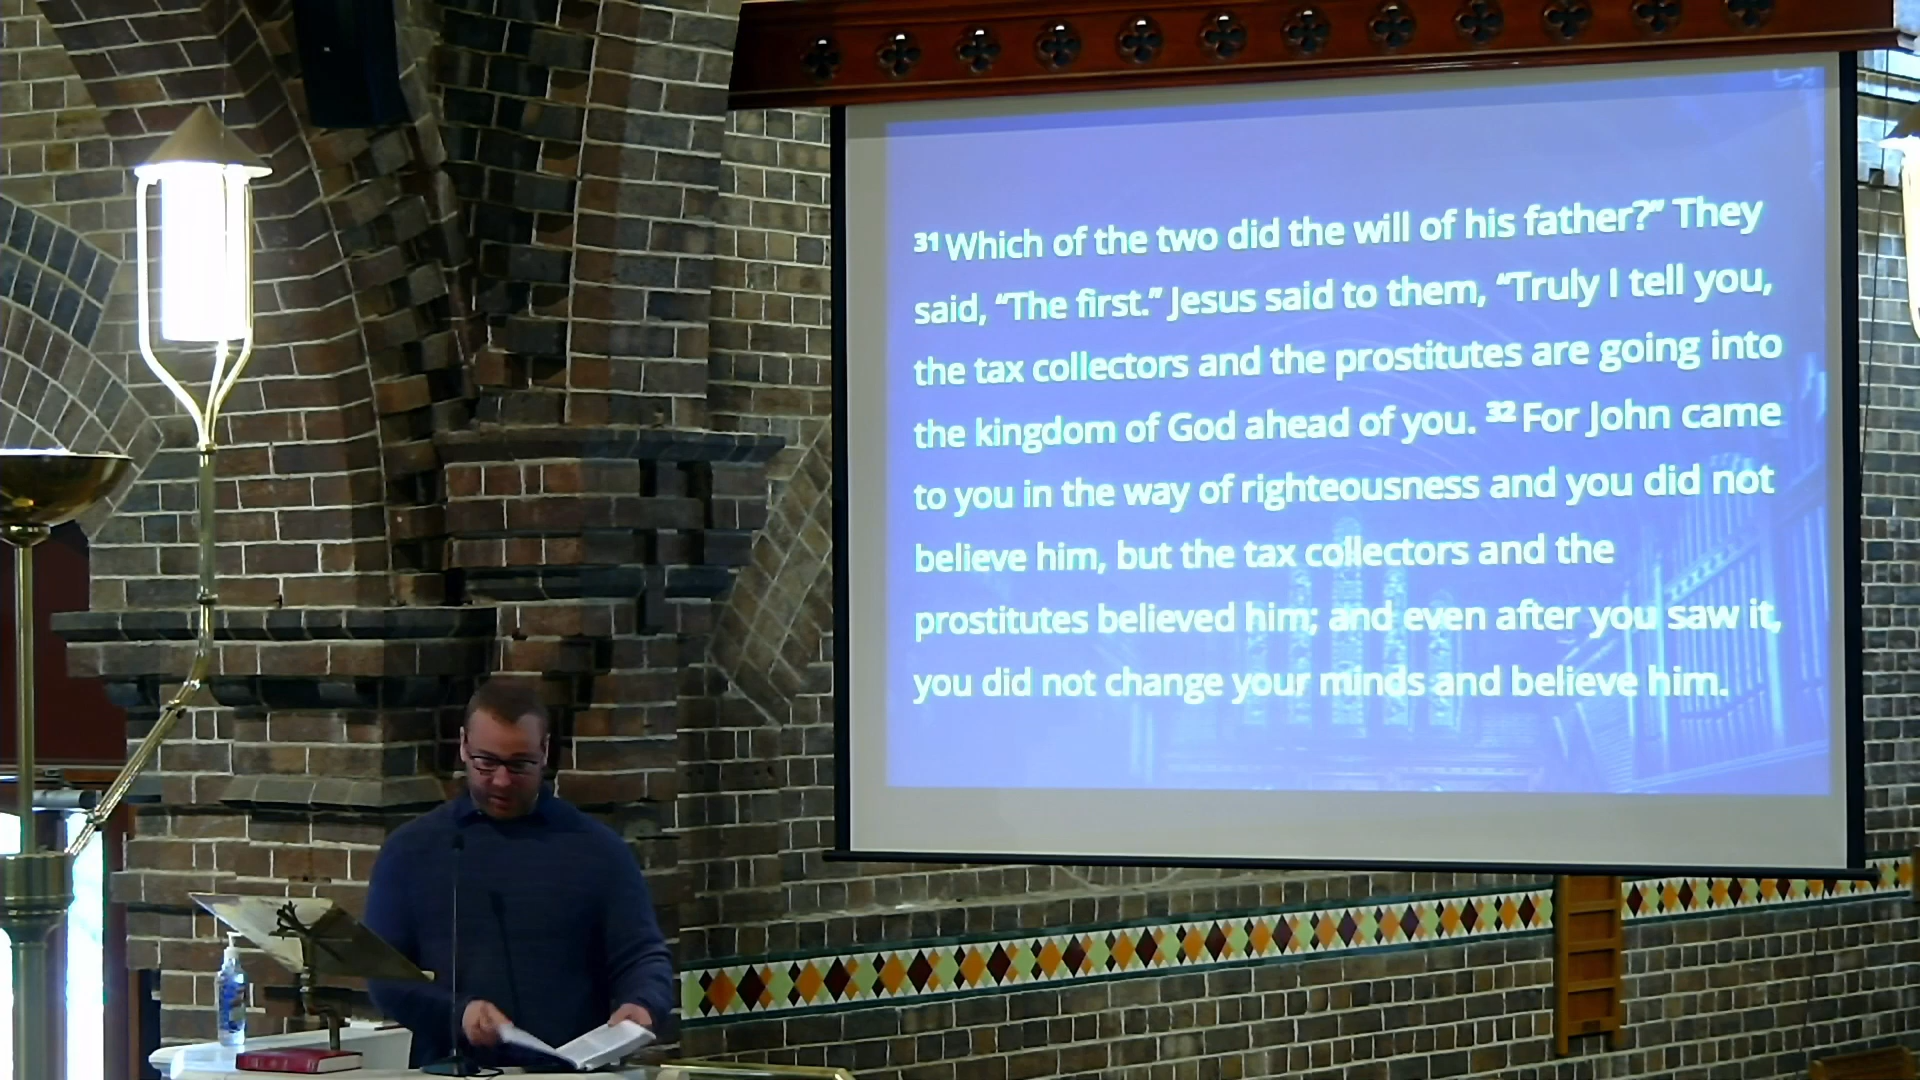 31 Which of the two did the will of his father?” They
said, “The first.” Jesus said to them, “Truly I tell you,
the tax collectors and the prostitutes are going into
the kingdom of God ahead of you. 32 For John came
to you in the way of righteousness and you did not
believe him, but the tax collectors and the
prostitutes believed him; and even after you saw it,
you did not change your minds and believe him.